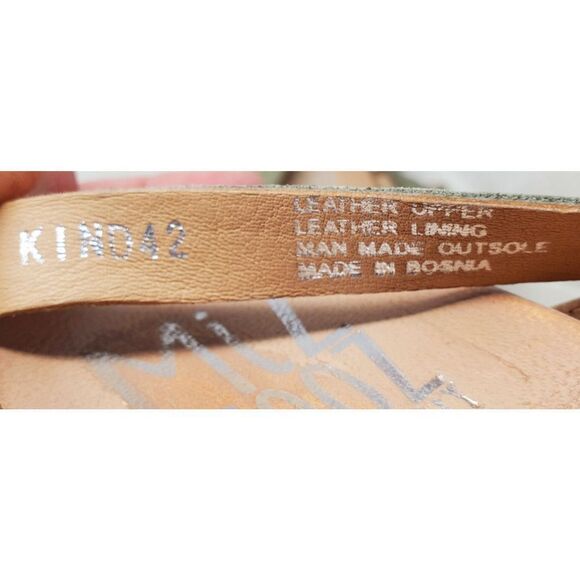 KIND42
LEATHER UPPER
LEATHER LINING
MAN MADE OUTSOLE
MADE IN BOSNIA